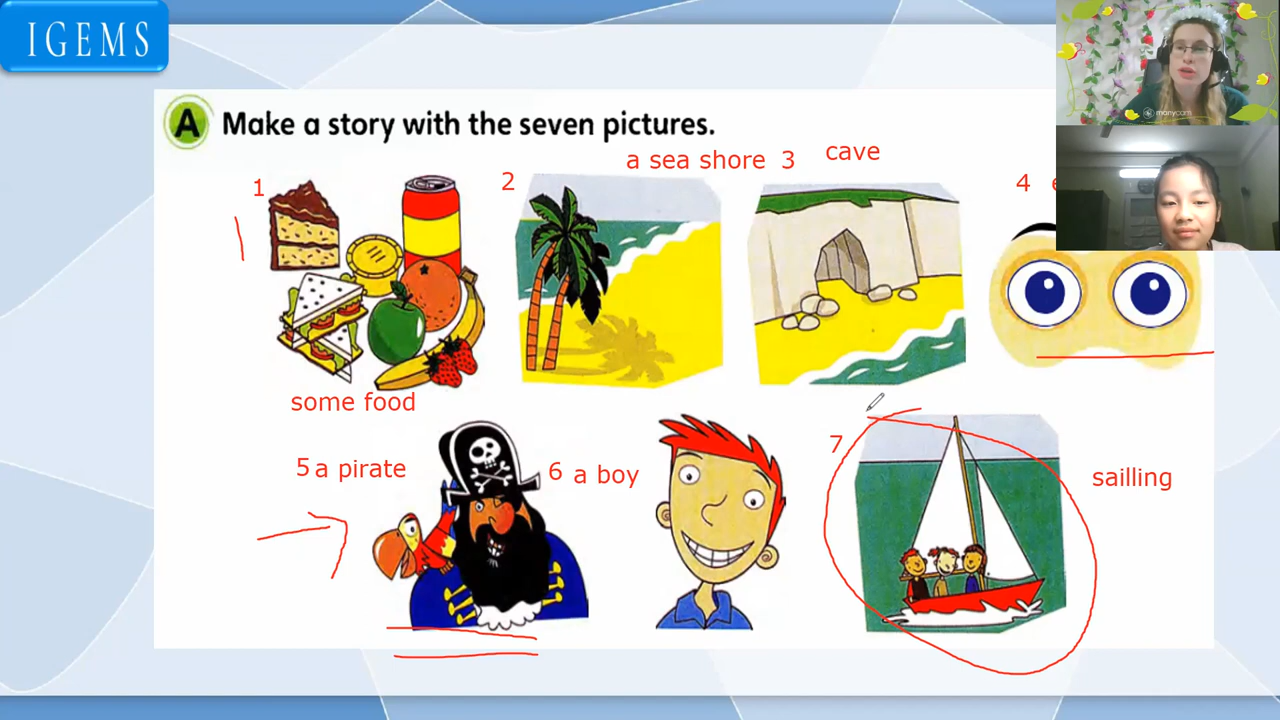 IGEMS
A Make a story with the seven pictures.
a sea shore
cave
1
2
3
4
some food
5 a pirate
6 a boy
7
sailling
manycam